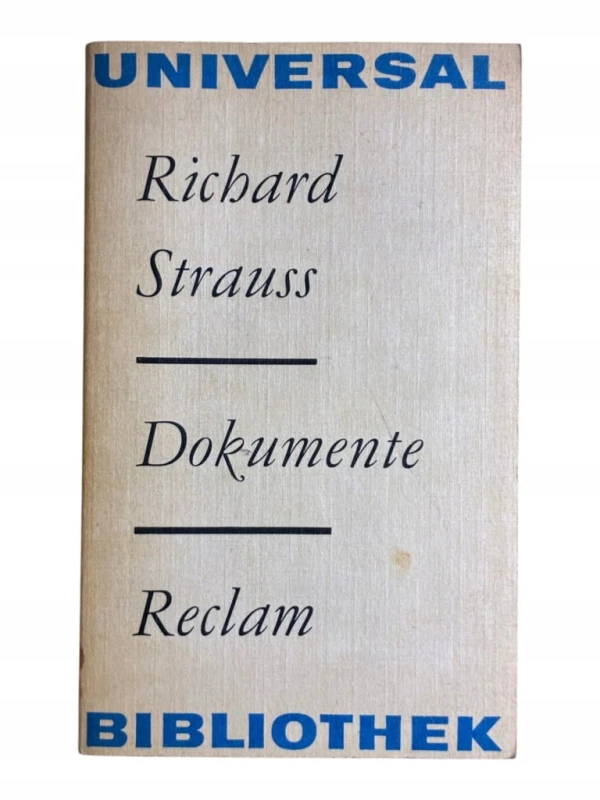 UNIVERSAL
Richard
Strauss
Dokumente
Reclam
BIBLIOTHEK